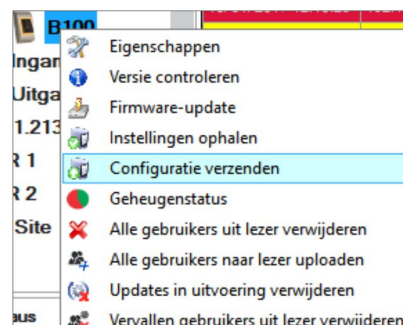 B100
Eigenschappen
Versie controleren
Firmware-update
Instellingen ophalen
Configuratie verzenden
Geheugenstatus
Alle gebruikers uit lezer verwijderen
Alle gebruikers naar lezer uploaden
Updates in uitvoering verwijderen
Vervallen gebruikers uit lezer verwijderen
Ingan
Uitga
1.213
R 1
R 2
Site
aus